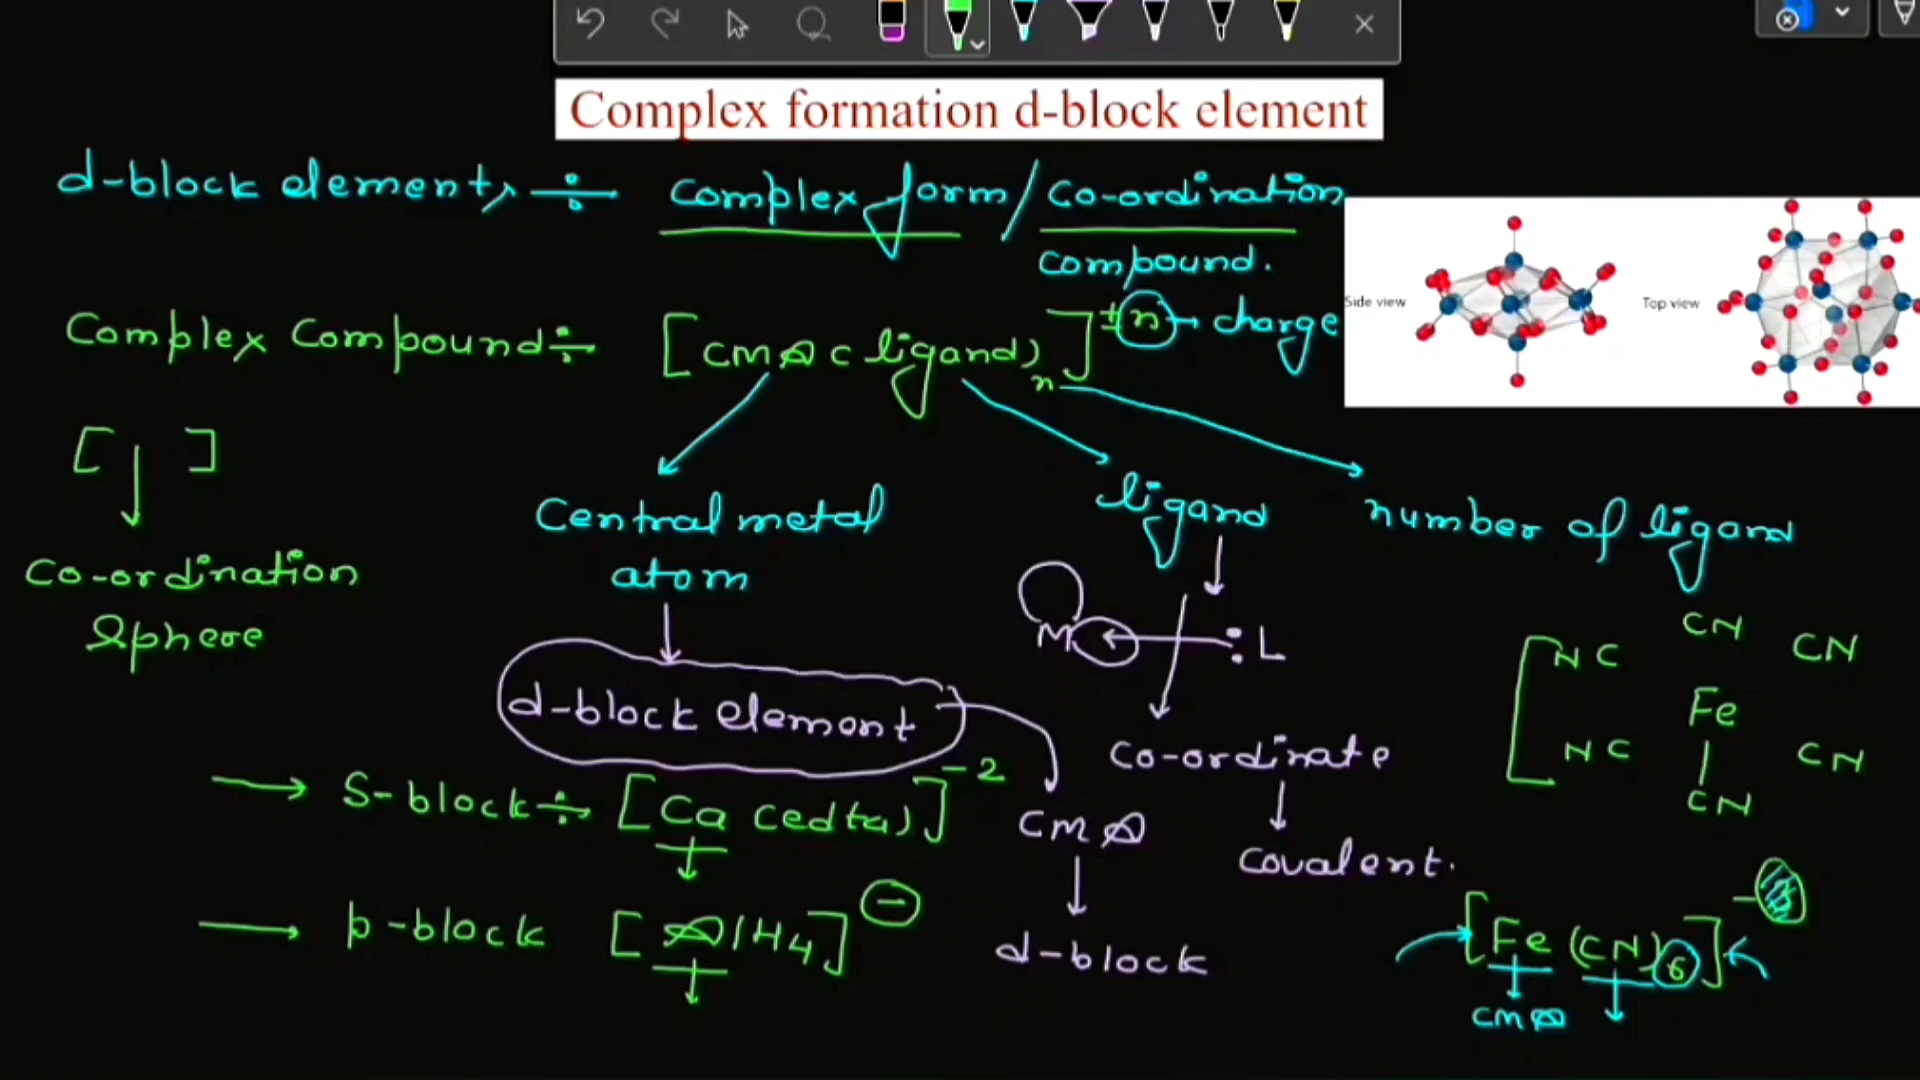 Complex formation d-block element
d-block element, ÷ Complex form / Co-ordination
compound.
Complex Compound ÷ [CMA (ligand)n]±n → charge
Side view
Top view
[ ]
Central metal
atom
ligand
number of ligand
Co-ordination
Sphere
M ← :L
d-block element
Co-ordinate
Covalent.
NC CN CN
Fe
NC CN CN
S-block ÷ [Ca (edta)]-2
CMA
d-block
p-block [AlH4]-
[Fe (CN)6]-3
CMA